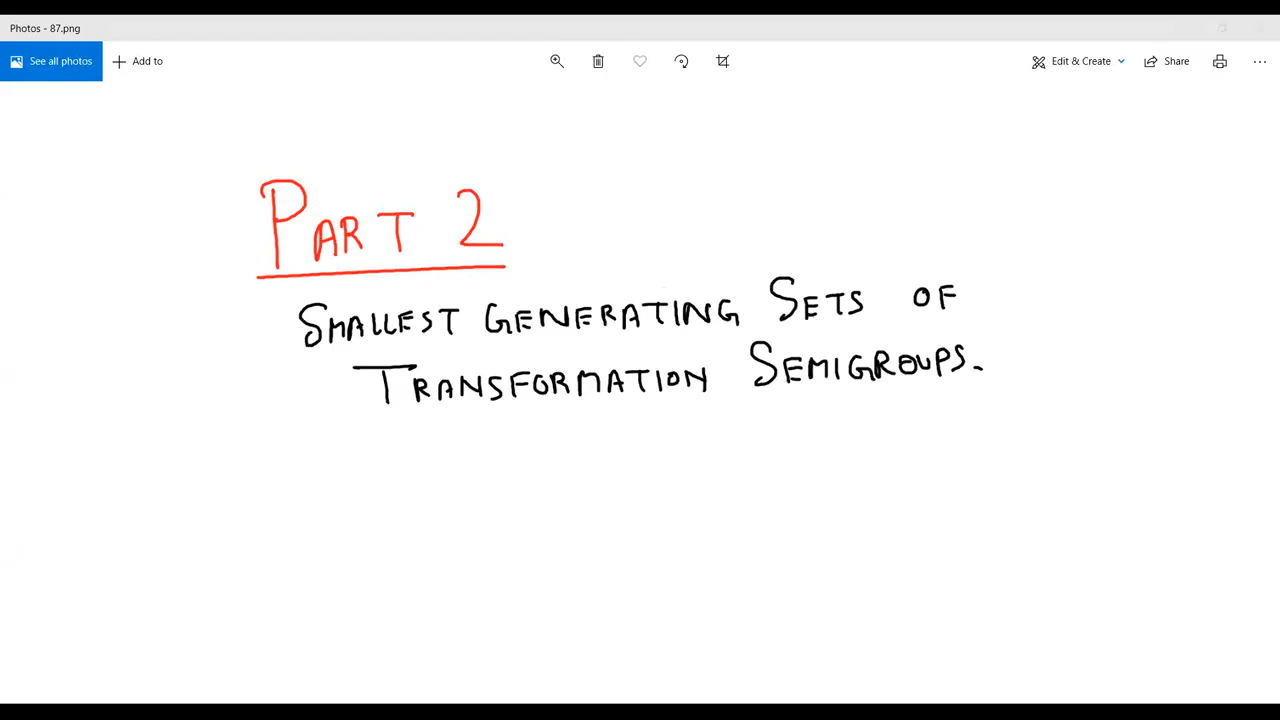 Photos - 87.png
See all photos
Add to
Edit & Create
Share
PART 2
SMALLEST GENERATING SETS OF
TRANSFORMATION SEMIGROUPS.